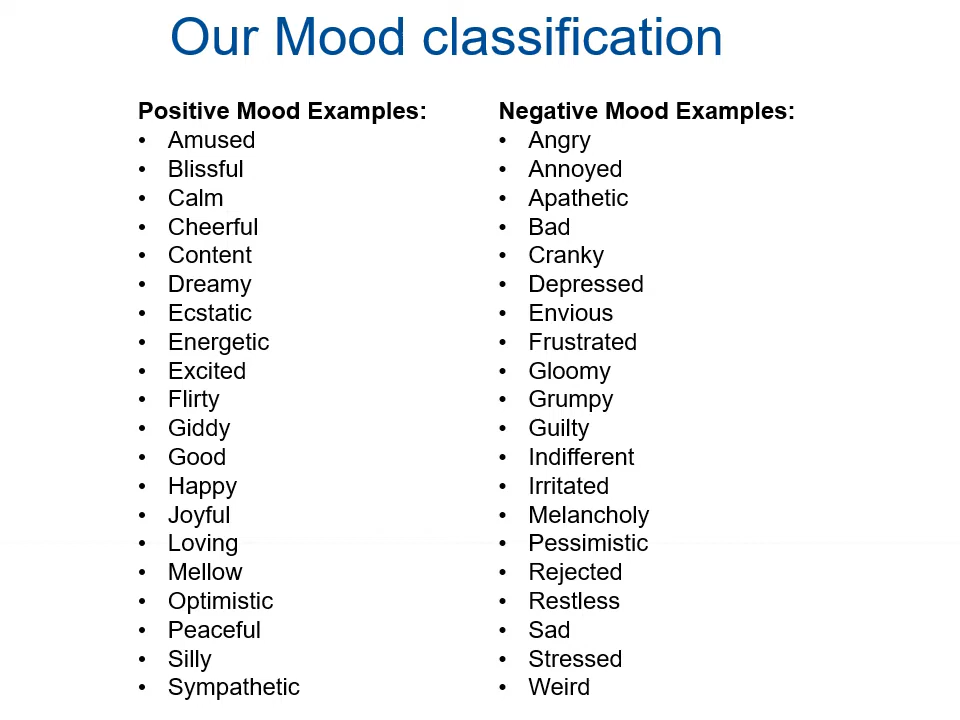 Our Mood classification
Positive Mood Examples:
• Amused
• Blissful
• Calm
• Cheerful
• Content
• Dreamy
• Ecstatic
• Energetic
• Excited
• Flirty
• Giddy
• Good
• Happy
• Joyful
• Loving
• Mellow
• Optimistic
• Peaceful
• Silly
• Sympathetic
Negative Mood Examples:
• Angry
• Annoyed
• Apathetic
• Bad
• Cranky
• Depressed
• Envious
• Frustrated
• Gloomy
• Grumpy
• Guilty
• Indifferent
• Irritated
• Melancholy
• Pessimistic
• Rejected
• Restless
• Sad
• Stressed
• Weird